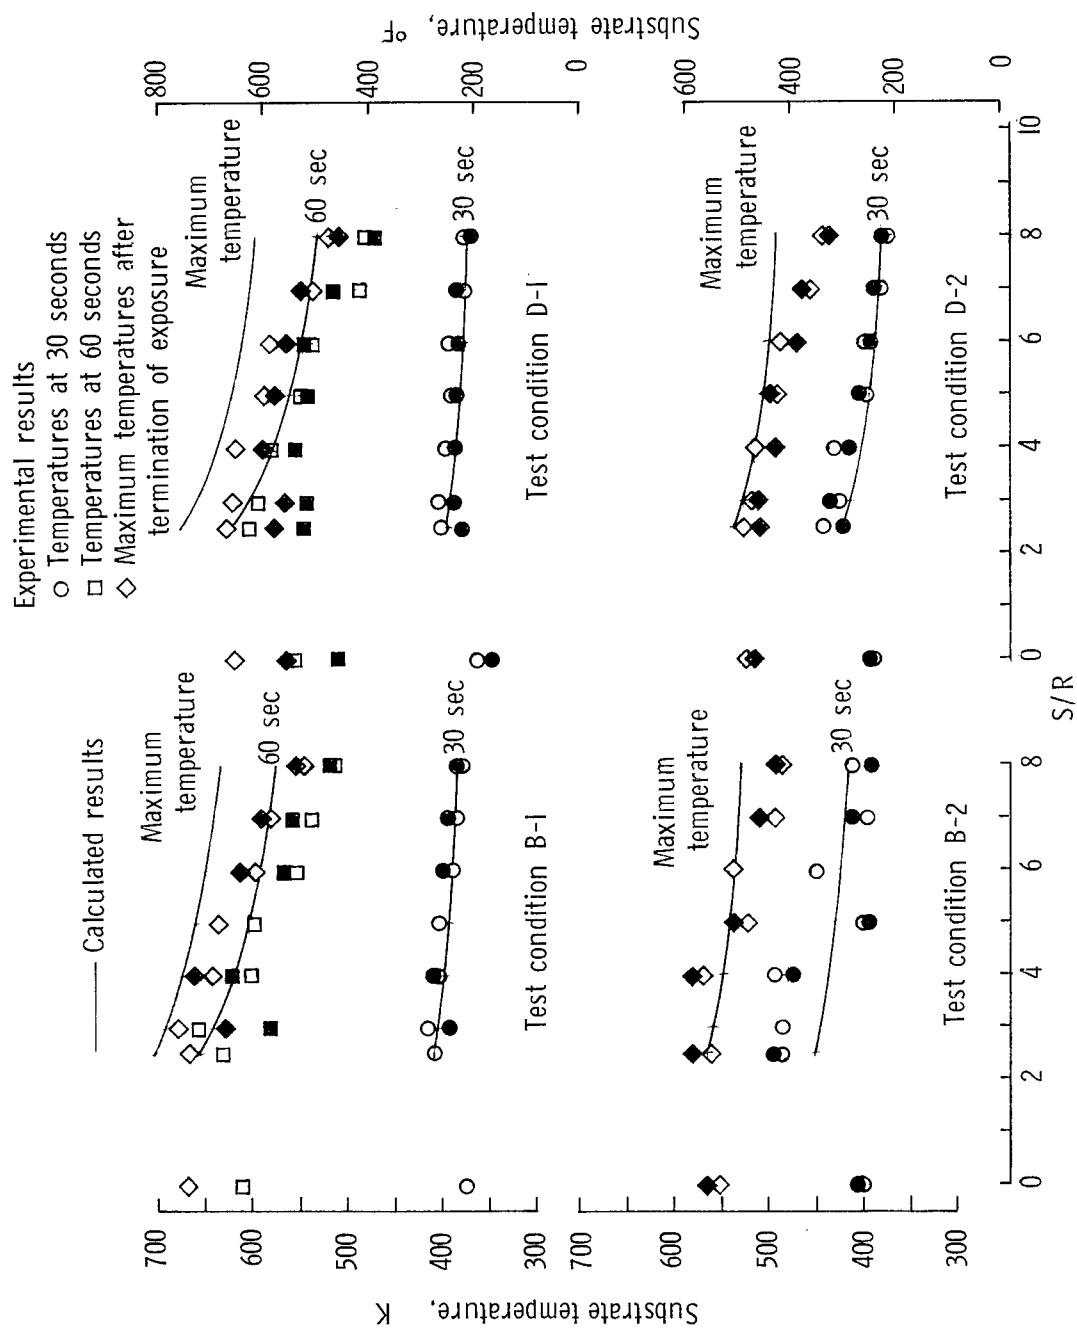 Experimental results
Temperatures at 30 seconds
Temperatures at 60 seconds
Maximum temperatures after
termination of exposure
Calculated results
Substrate temperature, K
700
600
500
400
300
Maximum
temperature
60 sec
30 sec
Test condition B-1
Maximum
temperature
60 sec
30 sec
Test condition D-1
800
600
400
200
0
Substrate temperature, °F
700
600
500
400
300
Maximum
temperature
30 sec
Test condition B-2
Maximum
temperature
30 sec
Test condition D-2
600
400
200
0
0
2
4
6
8
0
2
4
6
8
10
S/R